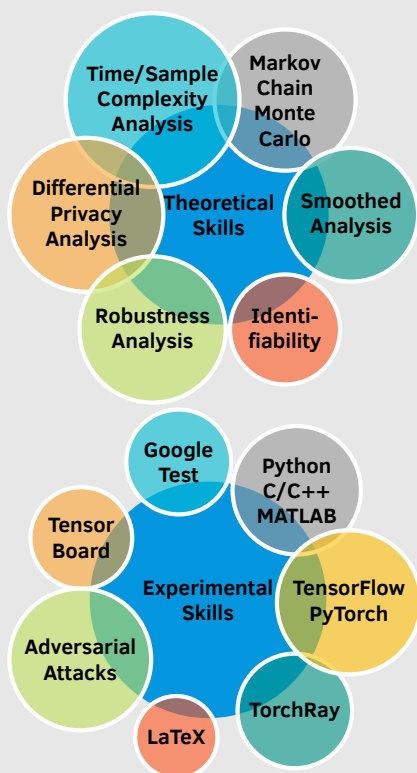 Time/Sample
Complexity
Analysis
Markov
Chain
Monte
Carlo
Differential
Privacy
Analysis
Theoretical
Skills
Smoothed
Analysis
Robustness
Analysis
Identi-
fiability
Google
Test
Python
C/C++
MATLAB
Tensor
Board
Experimental
Skills
TensorFlow
PyTorch
Adversarial
Attacks
TorchRay
LaTeX